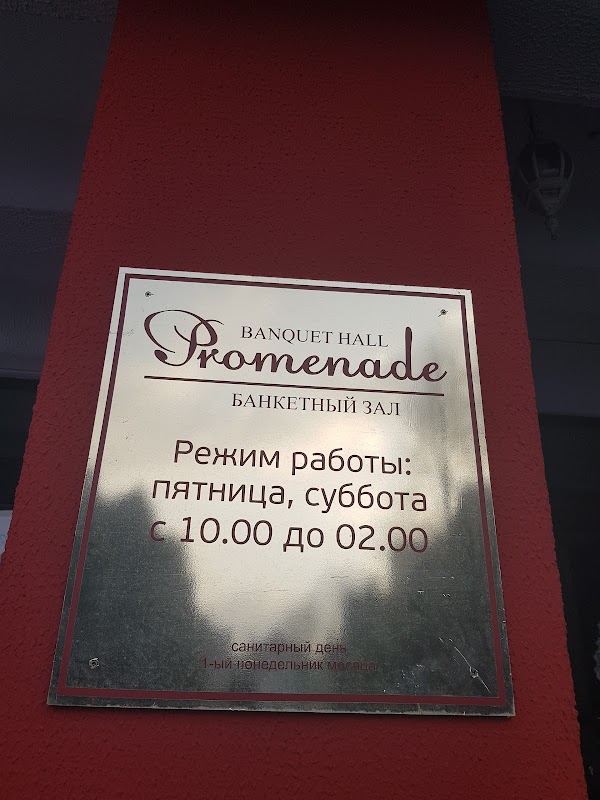 BANQUET HALL
Promenade
БАНКЕТНЫЙ ЗАЛ
Режим работы:
пятница, суббота
с 10.00 до 02.00
санитарный день
1-ый понедельник месяца